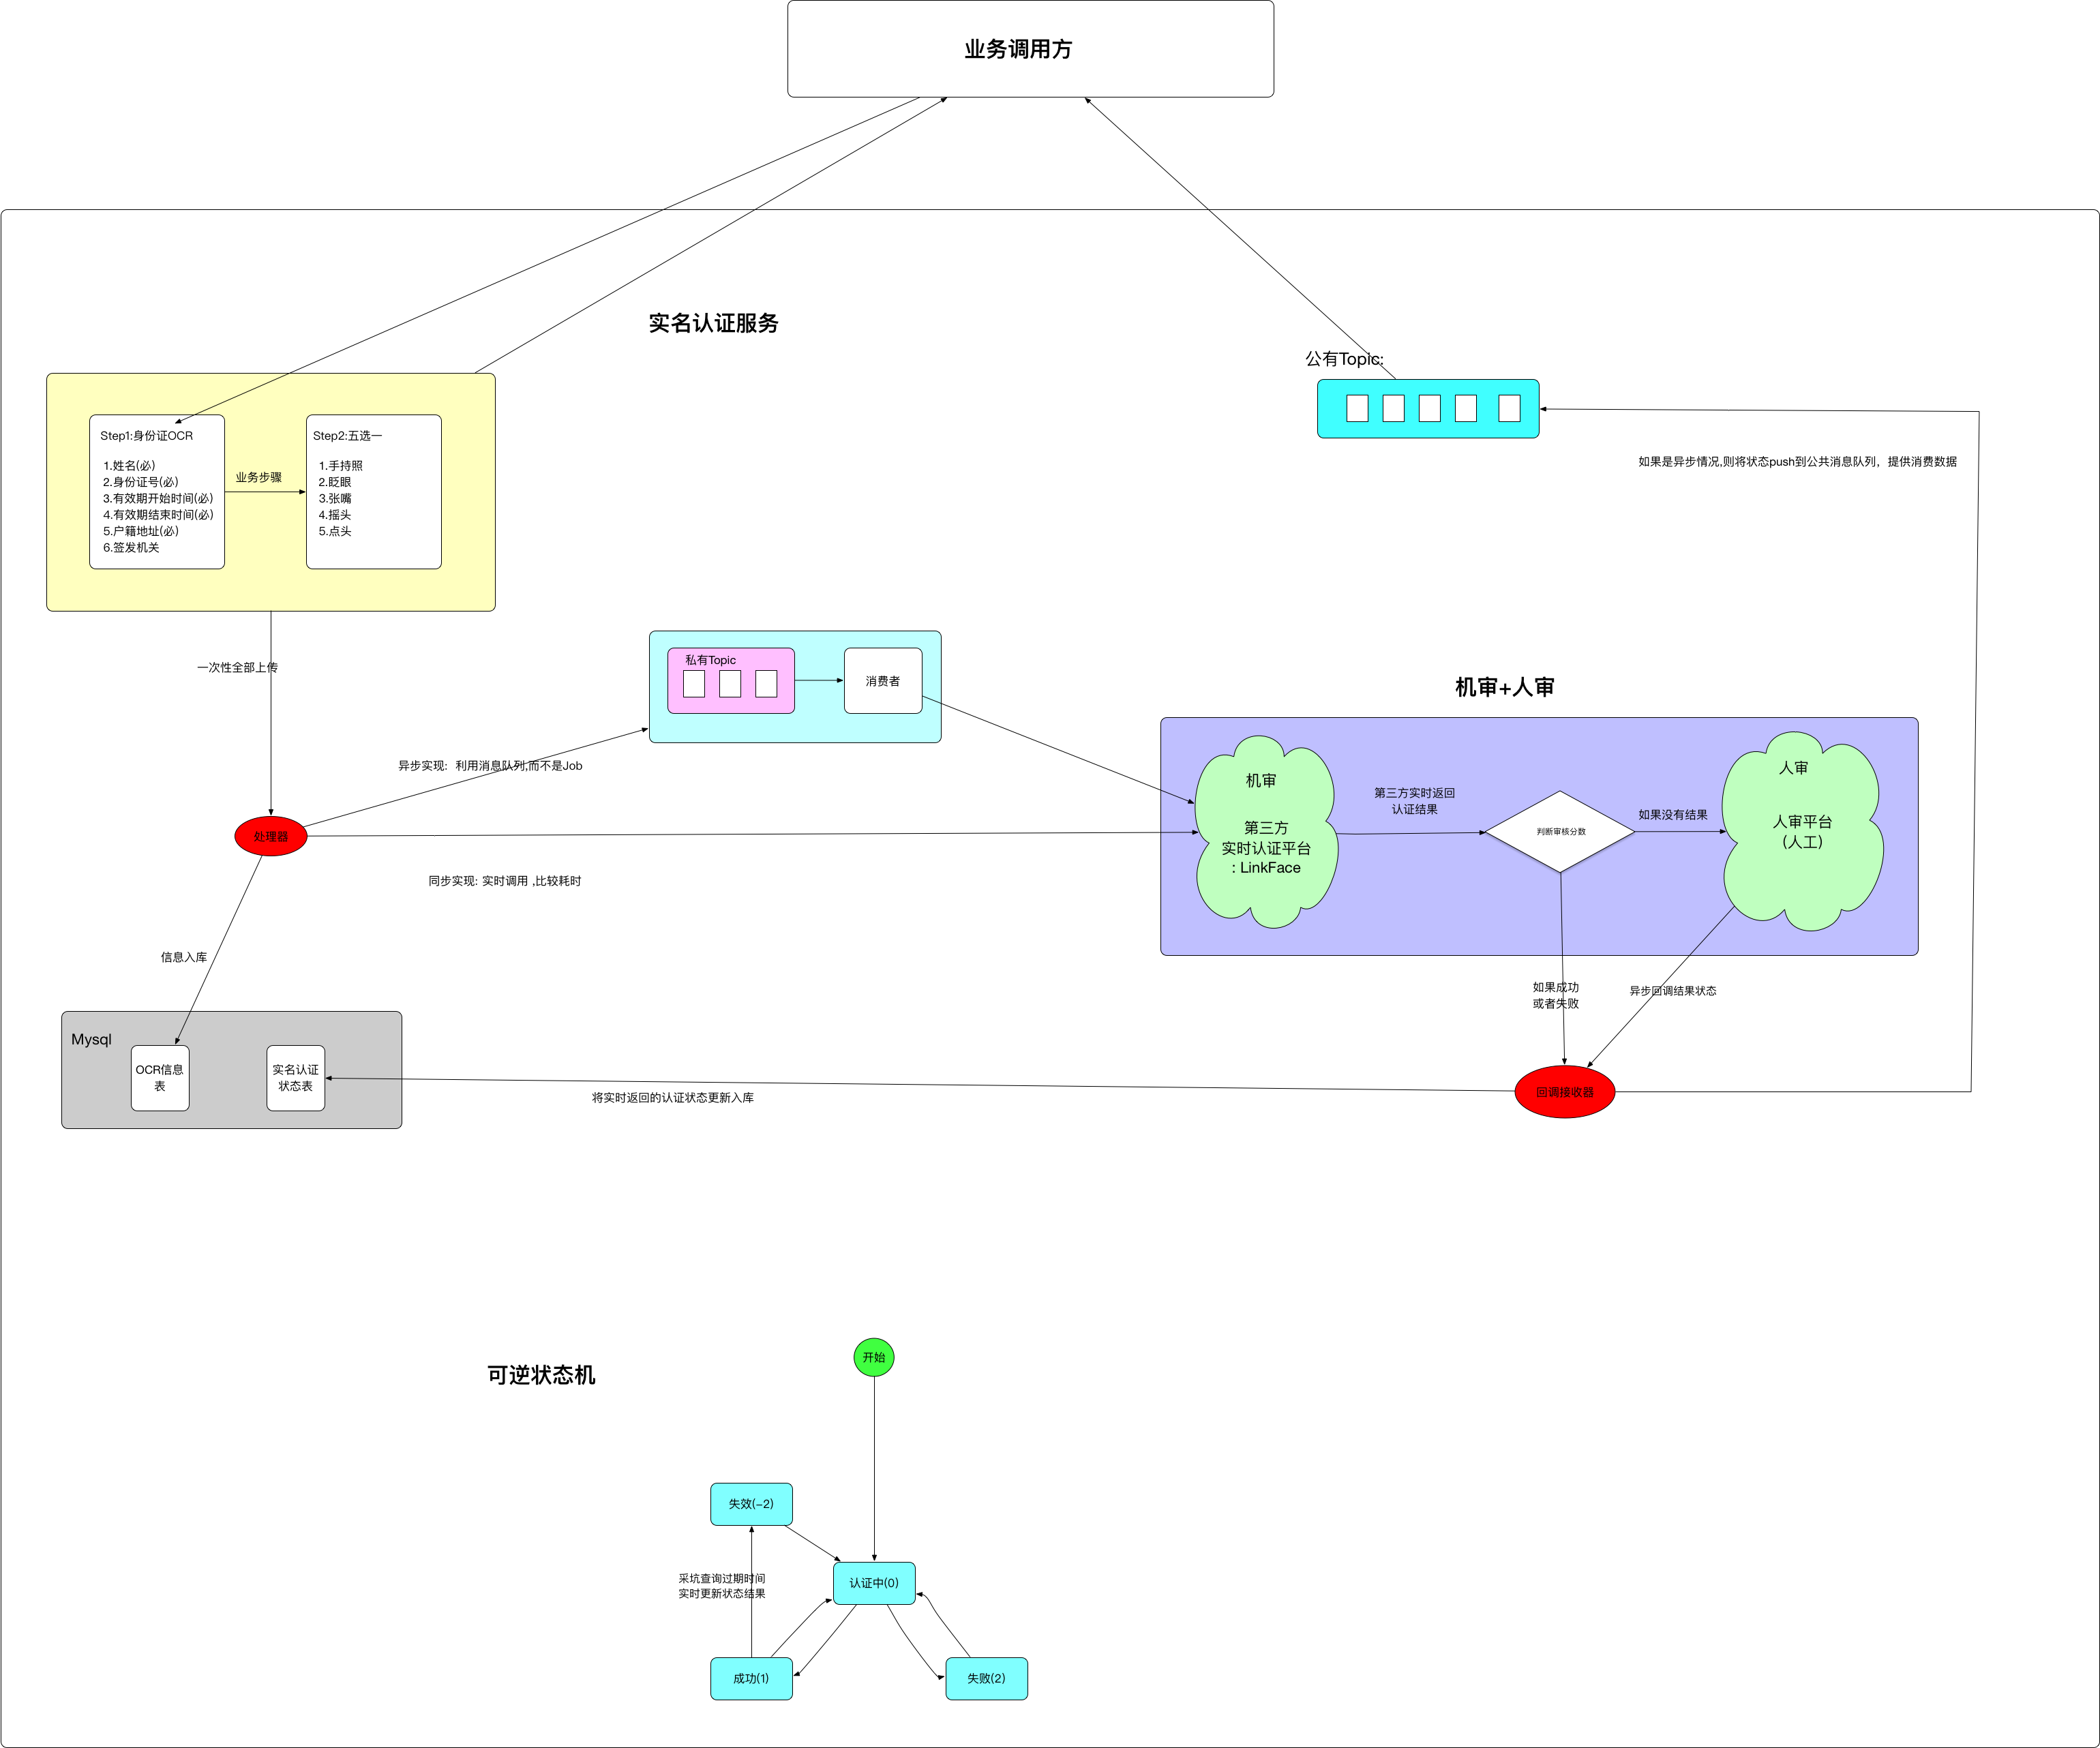 业务调用方
实名认证服务
公有Topic:
Step1:身份证OCR
1.姓名(必)
2.身份证号(必)
3.有效期开始时间(必)
4.有效期结束时间(必)
5.户籍地址(必)
6.签发机关
业务步骤
Step2:五选一
1.手持照
2.眨眼
3.张嘴
4.摇头
5.点头
如果是异步情况,则将状态push到公共消息队列，提供消费数据
一次性全部上传
私有Topic
消费者
机审+人审
异步实现:  利用消息队列,而不是Job
机审
第三方
实时认证平台
: LinkFace
第三方实时返回
认证结果
判断审核分数
如果没有结果
人审
人审平台
(人工)
处理器
同步实现: 实时调用 ,比较耗时
信息入库
如果成功
或者失败
异步回调结果状态
Mysql
OCR信息
表
实名认证
状态表
将实时返回的认证状态更新入库
回调接收器
可逆状态机
开始
失效(-2)
采坑查询过期时间
实时更新状态结果
认证中(0)
成功(1)
失败(2)